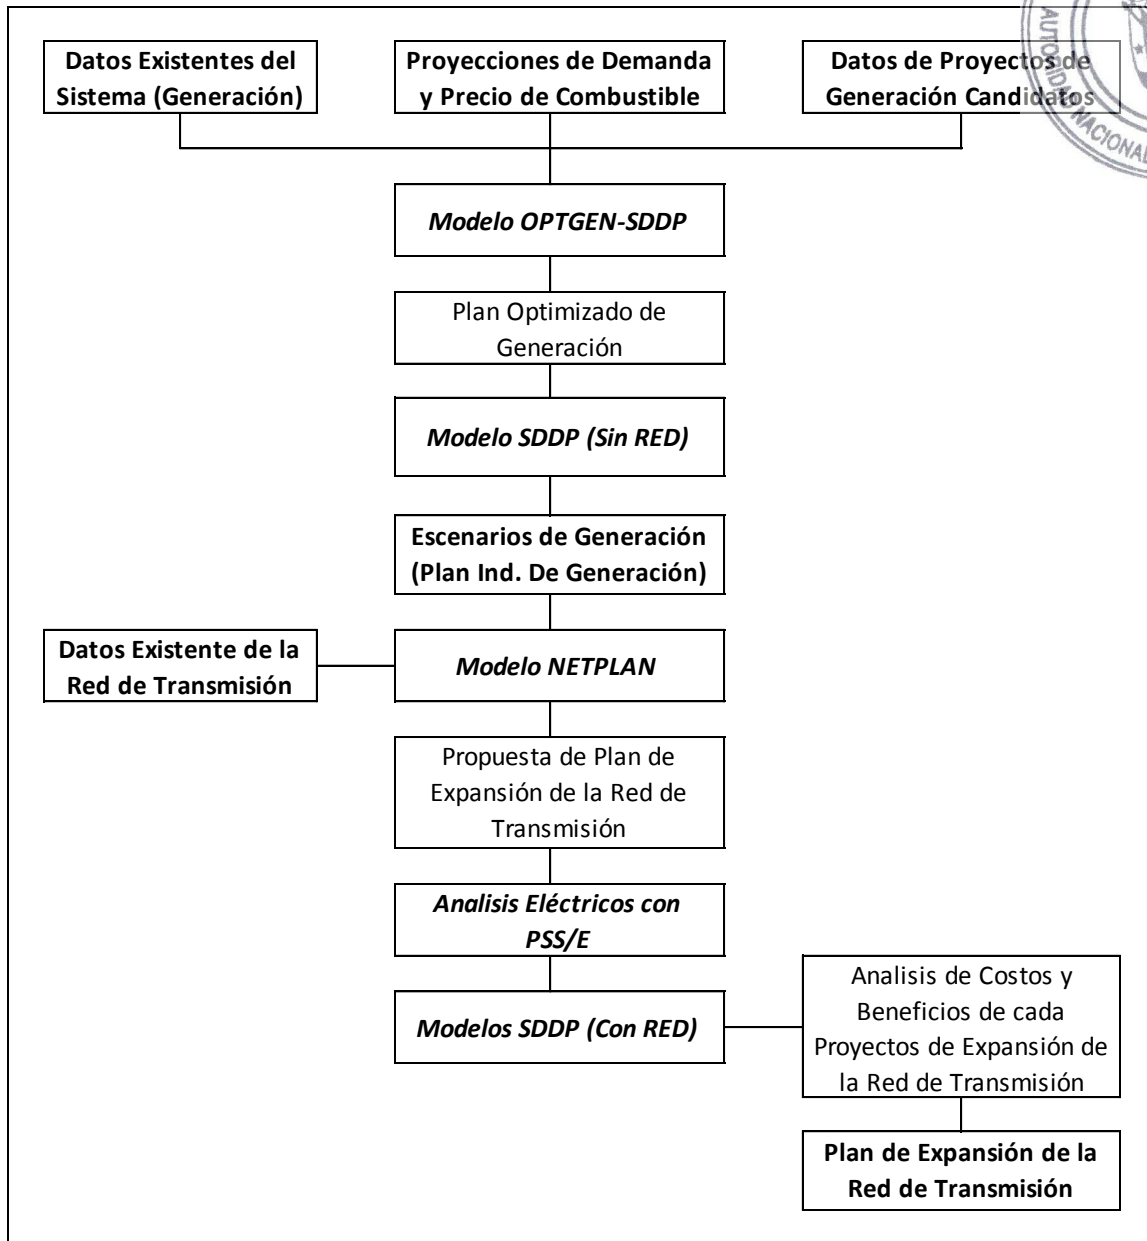 Datos Existentes del
Sistema (Generación)
Proyecciones de Demanda
y Precio de Combustible
Datos de Proyectos de
Generación Candidatos
AUTORIDAD NACIONAL
Modelo OPTGEN-SDDP
Plan Optimizado de
Generación
Modelo SDDP (Sin RED)
Escenarios de Generación
(Plan Ind. De Generación)
Datos Existente de la
Red de Transmisión
Modelo NETPLAN
Propuesta de Plan de
Expansión de la Red de
Transmisión
Analisis Eléctricos con
PSS/E
Modelos SDDP (Con RED)
Analisis de Costos y
Beneficios de cada
Proyectos de Expansión de
la Red de Transmisión
Plan de Expansión de la
Red de Transmisión